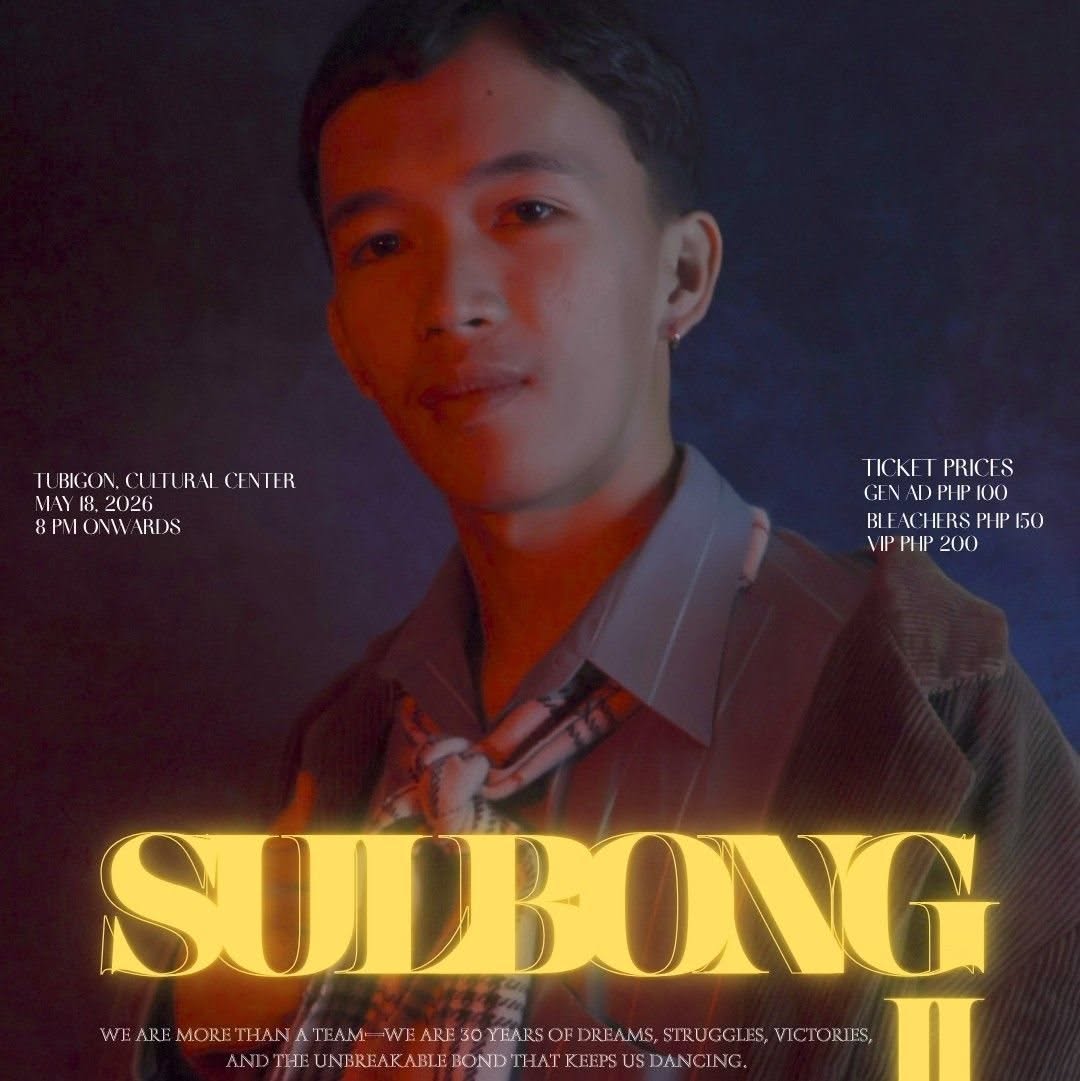 TUBIGON, CULTURAL CENTER
MAY 18, 2026
8 PM ONWARDS
TICKET PRICES
GEN AD PHP 100
BLEACHERS PHP 150
VIP PHP 200
SULBONG
II
WE ARE MORE THAN A TEAM—WE ARE 30 YEARS OF DREAMS, STRUGGLES, VICTORIES,
AND THE UNBREAKABLE BOND THAT KEEPS US DANCING.